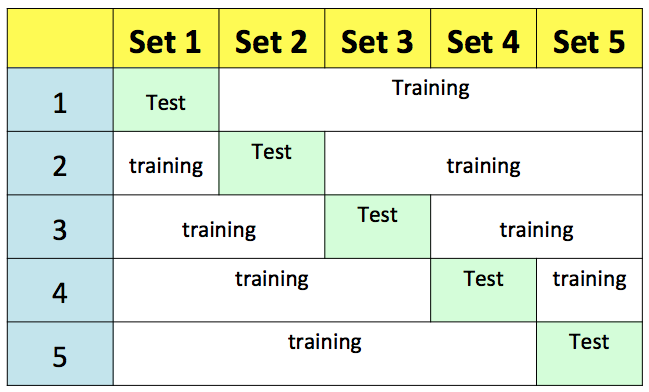 Set 1 Set 2 Set 3 Set 4 Set 5
1 Test Training
2 training Test training
3 training Test training
4 training Test training
5 training Test